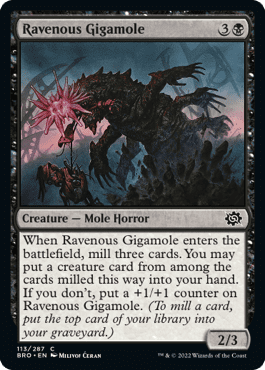 Ravenous Gigamole 3
Creature — Mole Horror
When Ravenous Gigamole enters the
battlefield, mill three cards. You may
put a creature card from among the
cards milled this way into your hand.
If you don't, put a +1/+1 counter on
Ravenous Gigamole. (To mill a card,
put the top card of your library into
your graveyard.)
2/3
113/287 C
BRO • EN Milivoj Ćeran
™ & © 2022 Wizards of the Coast